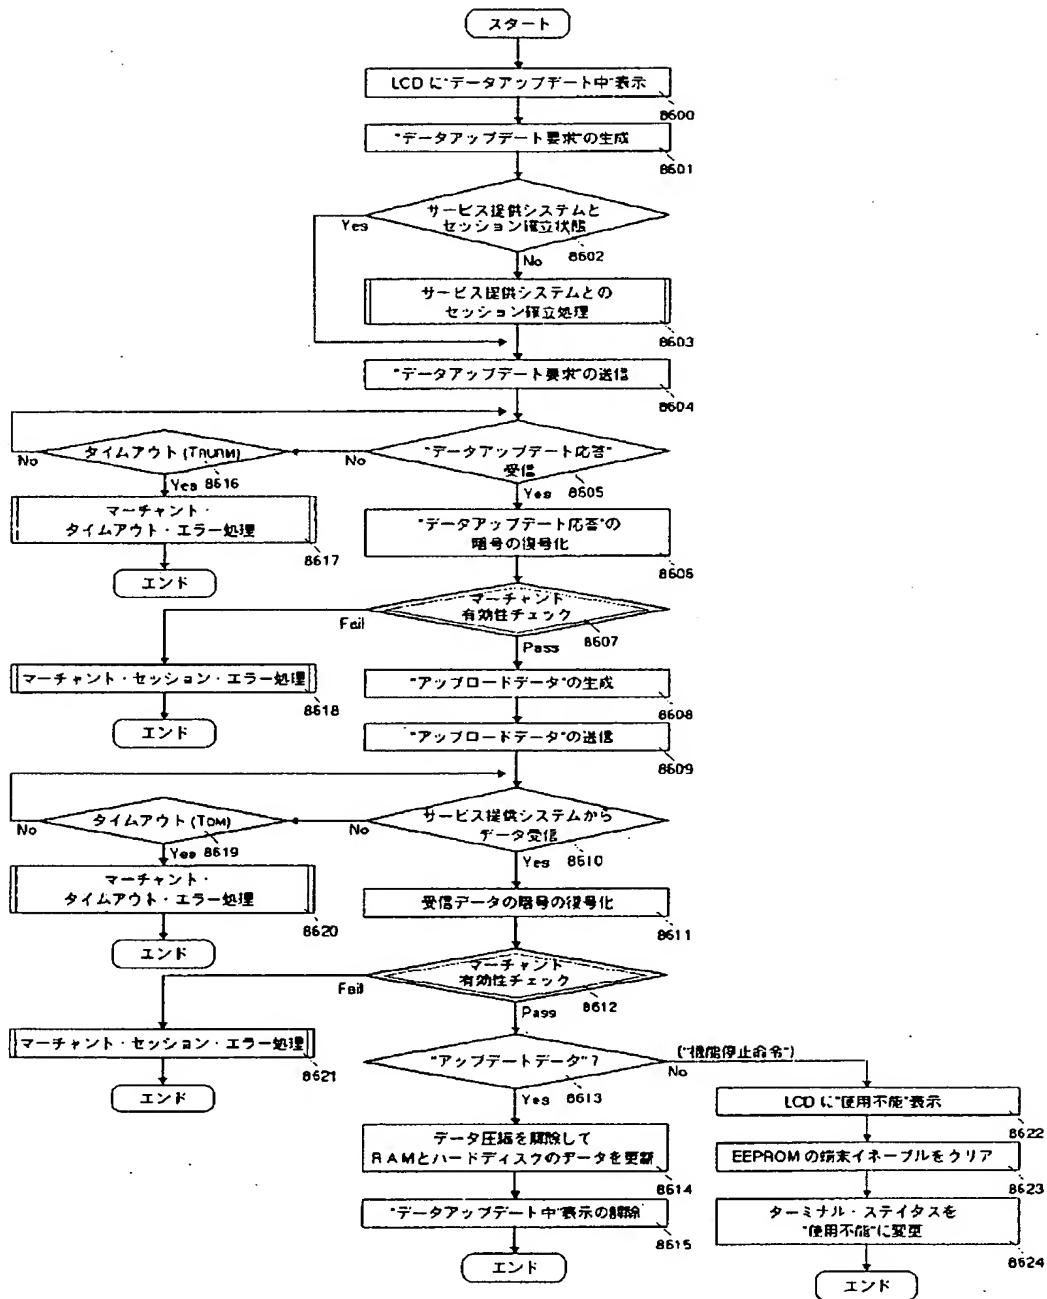 スタート
LCDに"データアップデート中"表示
8600
"データアップデート要求"の生成
8601
サービス提供システムと
セッション確立状態
8602
Yes
No
サービス提供システムとの
セッション確立処理
8603
"データアップデート要求"の送信
8604
"データアップデート応答"
受信
8605
No
Yes
タイムアウト(TRUDM)
8616
No
Yes
マーチャント・
タイムアウト・エラー処理
8617
エンド
"データアップデート応答"の
暗号の復号化
8606
マーチャント
有効性チェック
8607
Fail
Pass
マーチャント・セッション・エラー処理
8618
エンド
"アップロードデータ"の生成
8608
"アップロードデータ"の送信
8609
サービス提供システムから
データ受信
8610
No
Yes
タイムアウト(TDM)
8619
No
Yes
マーチャント・
タイムアウト・エラー処理
8620
エンド
受信データの暗号の復号化
8611
マーチャント
有効性チェック
8612
Fail
Pass
マーチャント・セッション・エラー処理
8621
エンド
"アップデートデータ"?
8613
("機能停止命令")
No
Yes
データ圧縮を解除して
RAMとハードディスクのデータを更新
8614
"データアップデート中"表示の解除
8615
エンド
LCDに"使用不能"表示
8622
EEPROMの端末イネーブルをクリア
8623
ターミナル・ステイタスを
"使用不能"に変更
8624
エンド